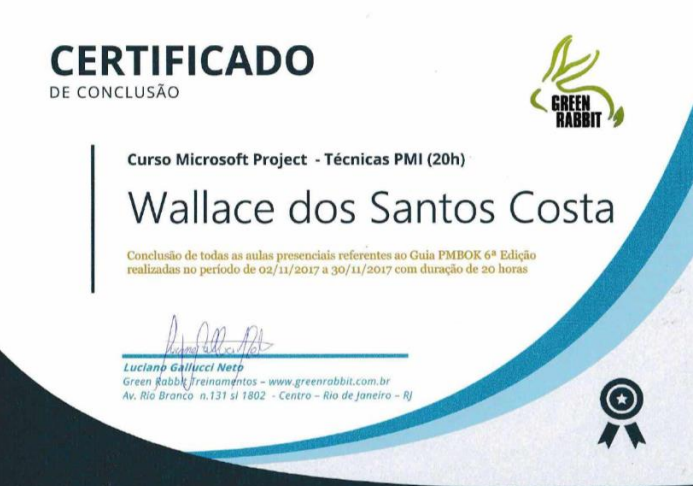 CERTIFICADO
DE CONCLUSÃO
GREEN
RABBIT
Curso Microsoft Project - Técnicas PMI (20h)
Wallace dos Santos Costa
Conclusão de todas as aulas presenciais referentes ao Guia PMBOK 6ª Edição
realizadas no período de 02/11/2017 a 30/11/2017 com duração de 20 horas
Luciano Gallucci Neto
Green Rabbit Treinamentos – www.greenrabbit.com.br
Av. Rio Branco n.131 sl 1802 - Centro – Rio de Janeiro – RJ